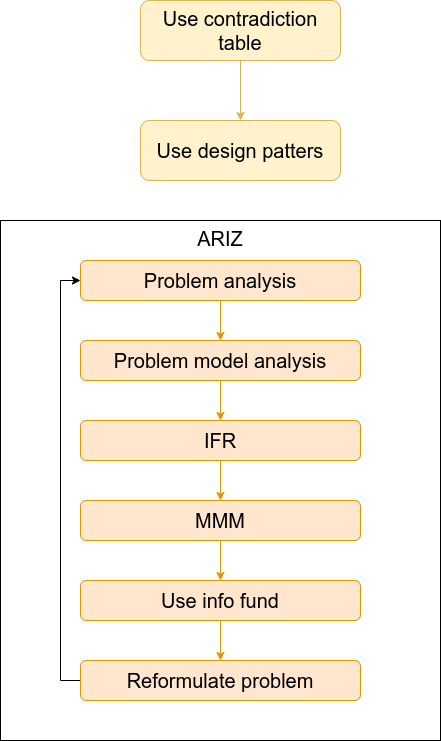 Use contradiction
table
Use design patters
ARIZ
Problem analysis
Problem model analysis
IFR
MMM
Use info fund
Reformulate problem